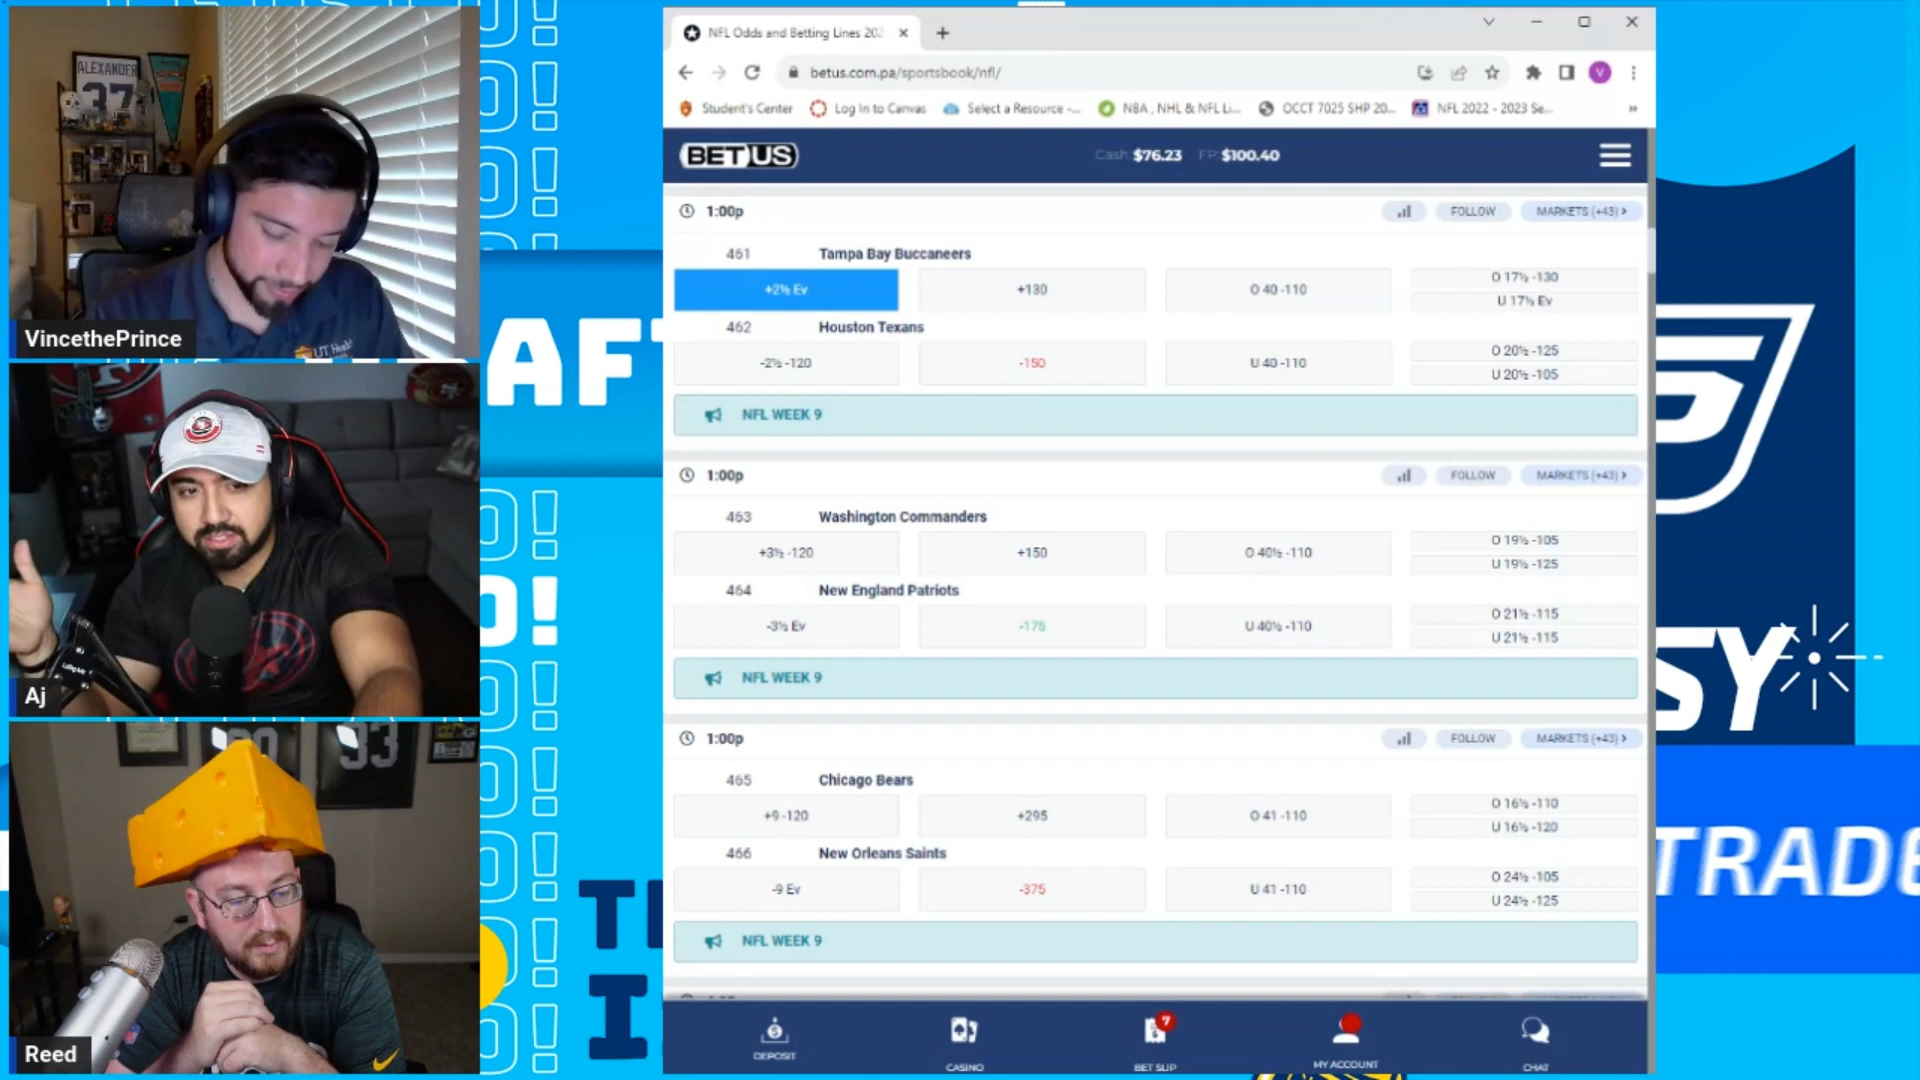 ALEXANDER
37
UT Health
VincethePrince
Aj
33
Reed
AFT
O!
SY
TRADE
NFL Odds and Betting Lines 202
betus.com.pa/sportsbook/nfl/
V
Student's Center
Log In to Canvas
Select a Resource -...
NBA , NHL & NFL Li...
OCCT 7025 SHP 20...
NFL 2022 - 2023 Se...
BETUS
Cash: $76.23 FP: $100.40
1:00p
FOLLOW
MARKETS (+43)
461 Tampa Bay Buccaneers
+2½ Ev
+130
O 40 -110
O 17½ -130
U 17½ Ev
462 Houston Texans
-2½ -120
-150
U 40 -110
O 20½ -125
U 20½ -105
NFL WEEK 9
1:00p
FOLLOW
MARKETS (+43)
463 Washington Commanders
+3½ -120
+150
O 40½ -110
O 19½ -105
U 19½ -125
464 New England Patriots
-3½ Ev
-175
U 40½ -110
O 21½ -115
U 21½ -115
NFL WEEK 9
1:00p
FOLLOW
MARKETS (+43)
465 Chicago Bears
+9 -120
+295
O 41 -110
O 16½ -110
U 16½ -120
466 New Orleans Saints
-9 Ev
-375
U 41 -110
O 24½ -105
U 24½ -125
NFL WEEK 9
DEPOSIT
CASINO
7
BET SLIP
MY ACCOUNT
CHAT